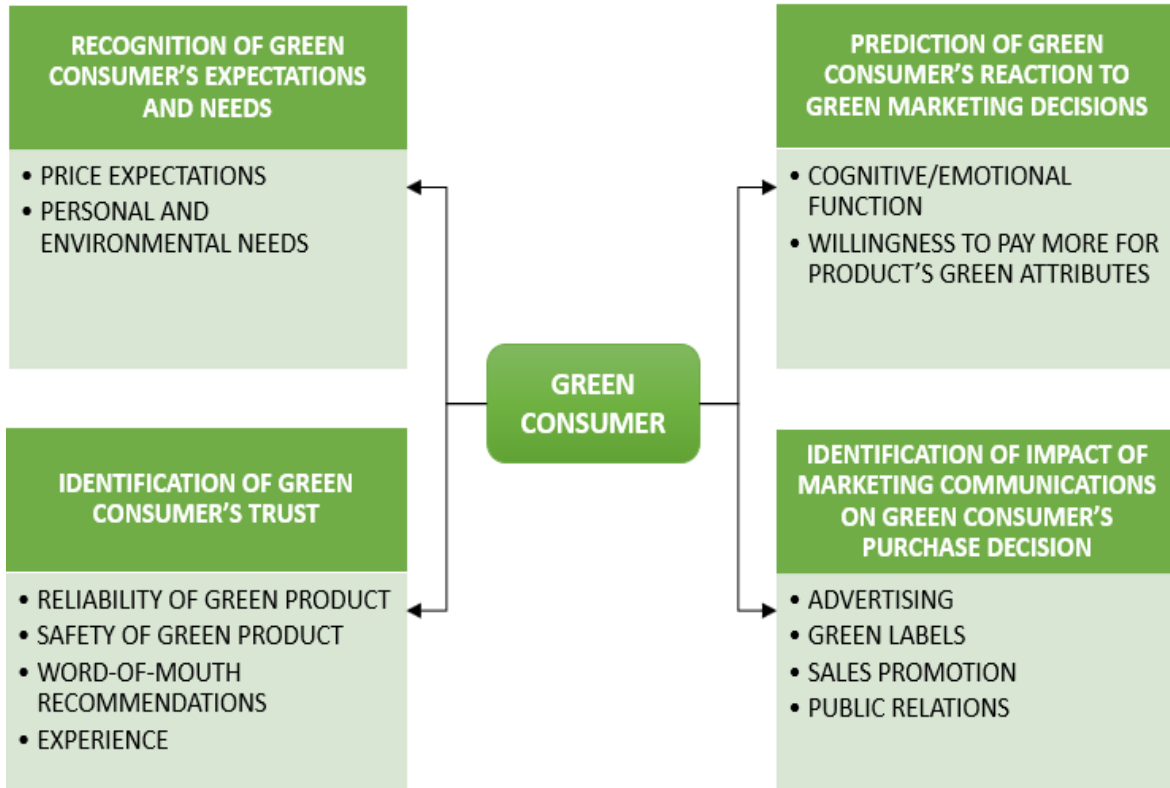 RECOGNITION OF GREEN
CONSUMER'S EXPECTATIONS
AND NEEDS
• PRICE EXPECTATIONS
• PERSONAL AND
ENVIRONMENTAL NEEDS
PREDICTION OF GREEN
CONSUMER'S REACTION TO
GREEN MARKETING DECISIONS
• COGNITIVE/EMOTIONAL
FUNCTION
• WILLINGNESS TO PAY MORE FOR
PRODUCT'S GREEN ATTRIBUTES
GREEN
CONSUMER
IDENTIFICATION OF GREEN
CONSUMER'S TRUST
• RELIABILITY OF GREEN PRODUCT
• SAFETY OF GREEN PRODUCT
• WORD-OF-MOUTH
RECOMMENDATIONS
• EXPERIENCE
IDENTIFICATION OF IMPACT OF
MARKETING COMMUNICATIONS
ON GREEN CONSUMER'S
PURCHASE DECISION
• ADVERTISING
• GREEN LABELS
• SALES PROMOTION
• PUBLIC RELATIONS